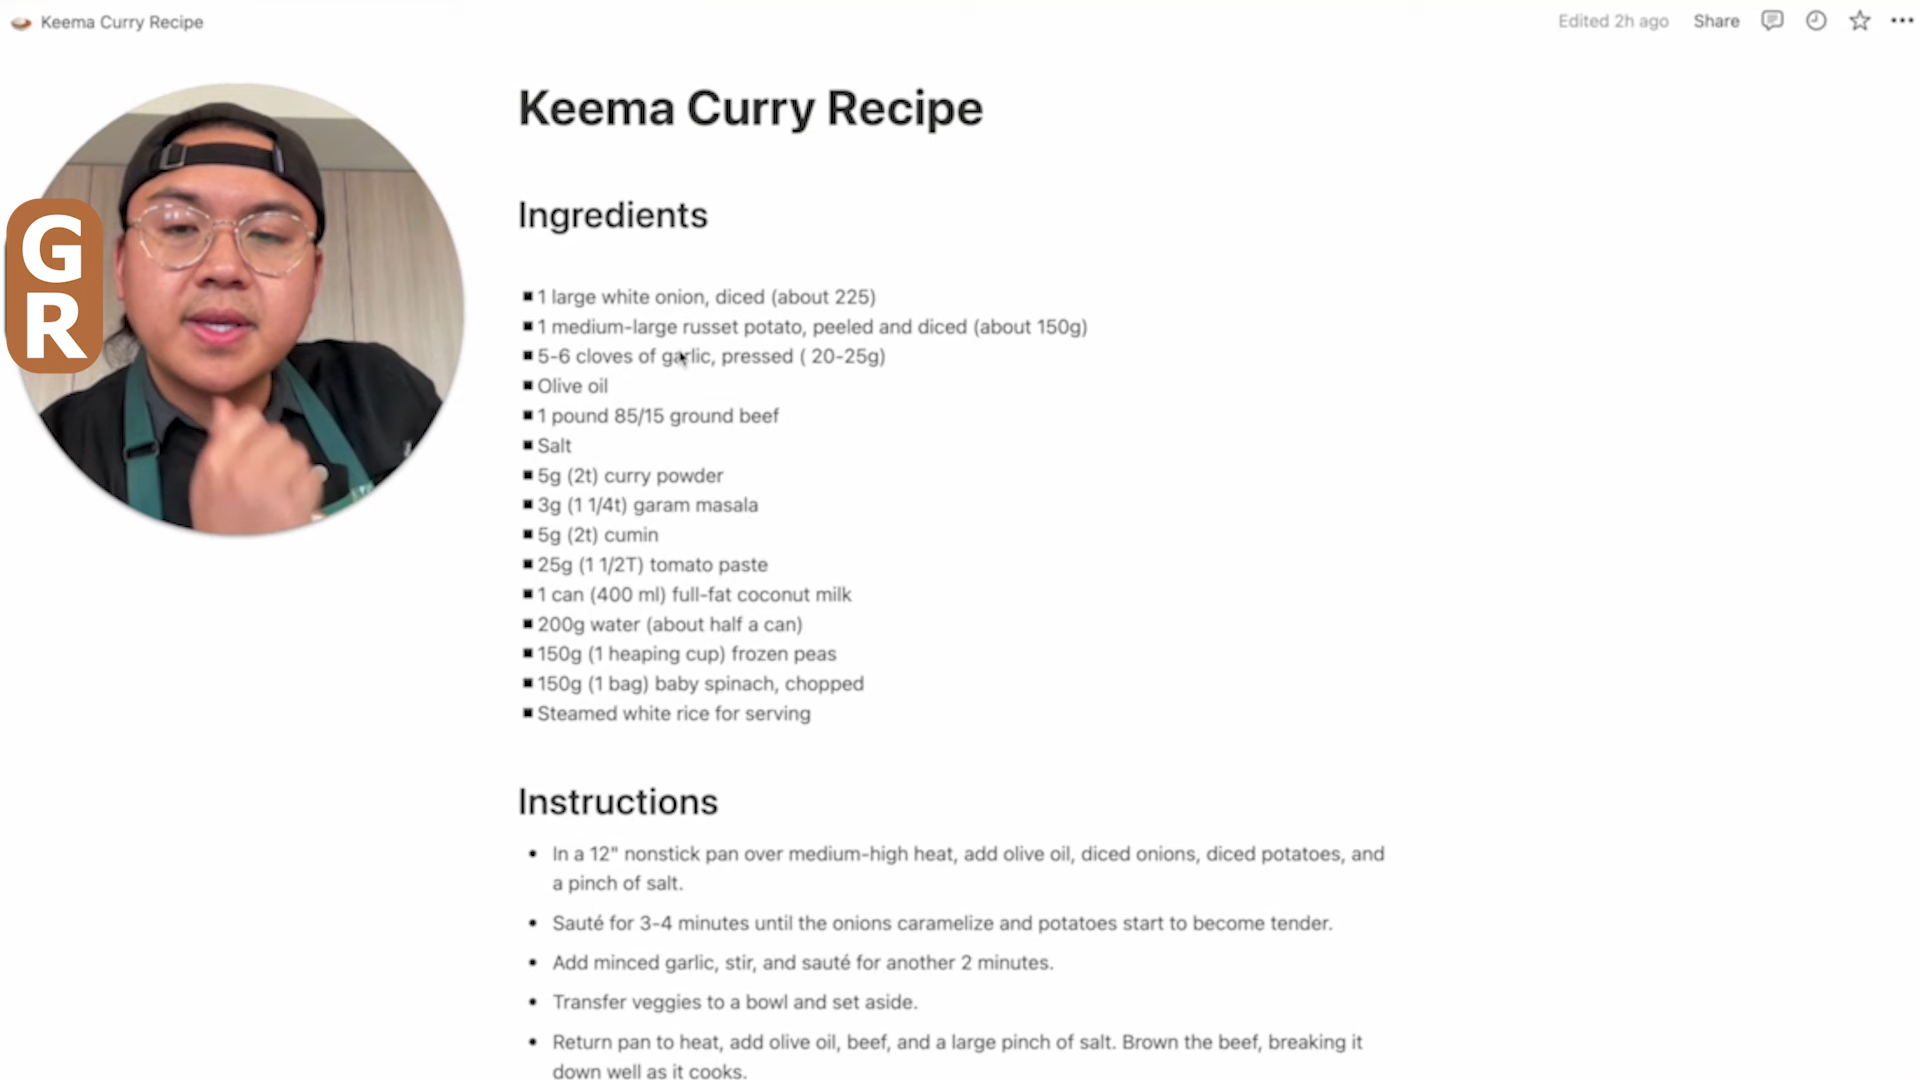 Keema Curry Recipe
Edited 2h ago Share
G
R
Keema Curry Recipe
Ingredients
1 large white onion, diced (about 225)
1 medium-large russet potato, peeled and diced (about 150g)
5-6 cloves of garlic, pressed ( 20-25g)
Olive oil
1 pound 85/15 ground beef
Salt
5g (2t) curry powder
3g (1 1/4t) garam masala
5g (2t) cumin
25g (1 1/2T) tomato paste
1 can (400 ml) full-fat coconut milk
200g water (about half a can)
150g (1 heaping cup) frozen peas
150g (1 bag) baby spinach, chopped
Steamed white rice for serving
Instructions
In a 12" nonstick pan over medium-high heat, add olive oil, diced onions, diced potatoes, and
a pinch of salt.
Sauté for 3-4 minutes until the onions caramelize and potatoes start to become tender.
Add minced garlic, stir, and sauté for another 2 minutes.
Transfer veggies to a bowl and set aside.
Return pan to heat, add olive oil, beef, and a large pinch of salt. Brown the beef, breaking it
down well as it cooks.